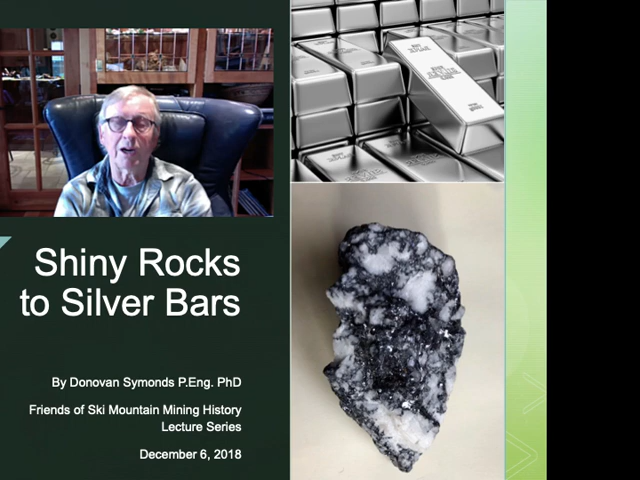 Shiny Rocks
to Silver Bars
By Donovan Symonds P.Eng. PhD
Friends of Ski Mountain Mining History
Lecture Series
December 6, 2018